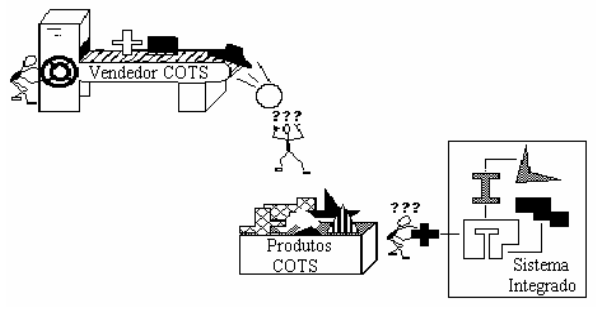 Vendedor COTS
???
???
Produtos
COTS
Sistema
Integrado